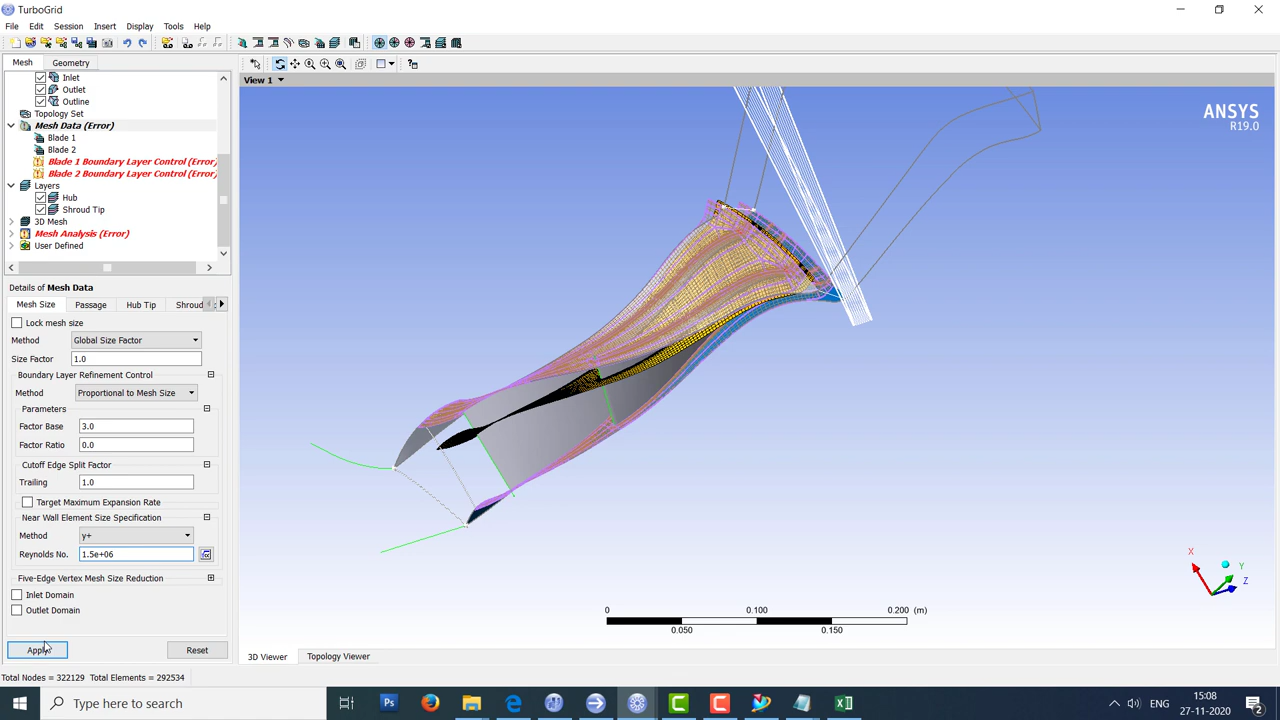 TurboGrid
File Edit Session Insert Display Tools Help
Mesh Geometry
View 1
Inlet
Outlet
Outline
Topology Set
Mesh Data (Error)
Blade 1
Blade 2
Blade 1 Boundary Layer Control (Error)
Blade 2 Boundary Layer Control (Error)
Layers
Hub
Shroud Tip
3D Mesh
Mesh Analysis (Error)
User Defined
Details of Mesh Data
Mesh Size Passage Hub Tip Shroud
Lock mesh size
Method Global Size Factor
Size Factor 1.0
Boundary Layer Refinement Control
Method Proportional to Mesh Size
Parameters
Factor Base 3.0
Factor Ratio 0.0
Cutoff Edge Split Factor
Trailing 1.0
Target Maximum Expansion Rate
Near Wall Element Size Specification
Method y+
Reynolds No. 1.5e+06
Five-Edge Vertex Mesh Size Reduction
Inlet Domain
Outlet Domain
Apply Reset
Total Nodes = 322129 Total Elements = 292534
ANSYS
R19.0
X
Y
Z
0 0.100 0.200 (m)
0.050 0.150
3D Viewer Topology Viewer
Type here to search
ENG
15:08
27-11-2020
2